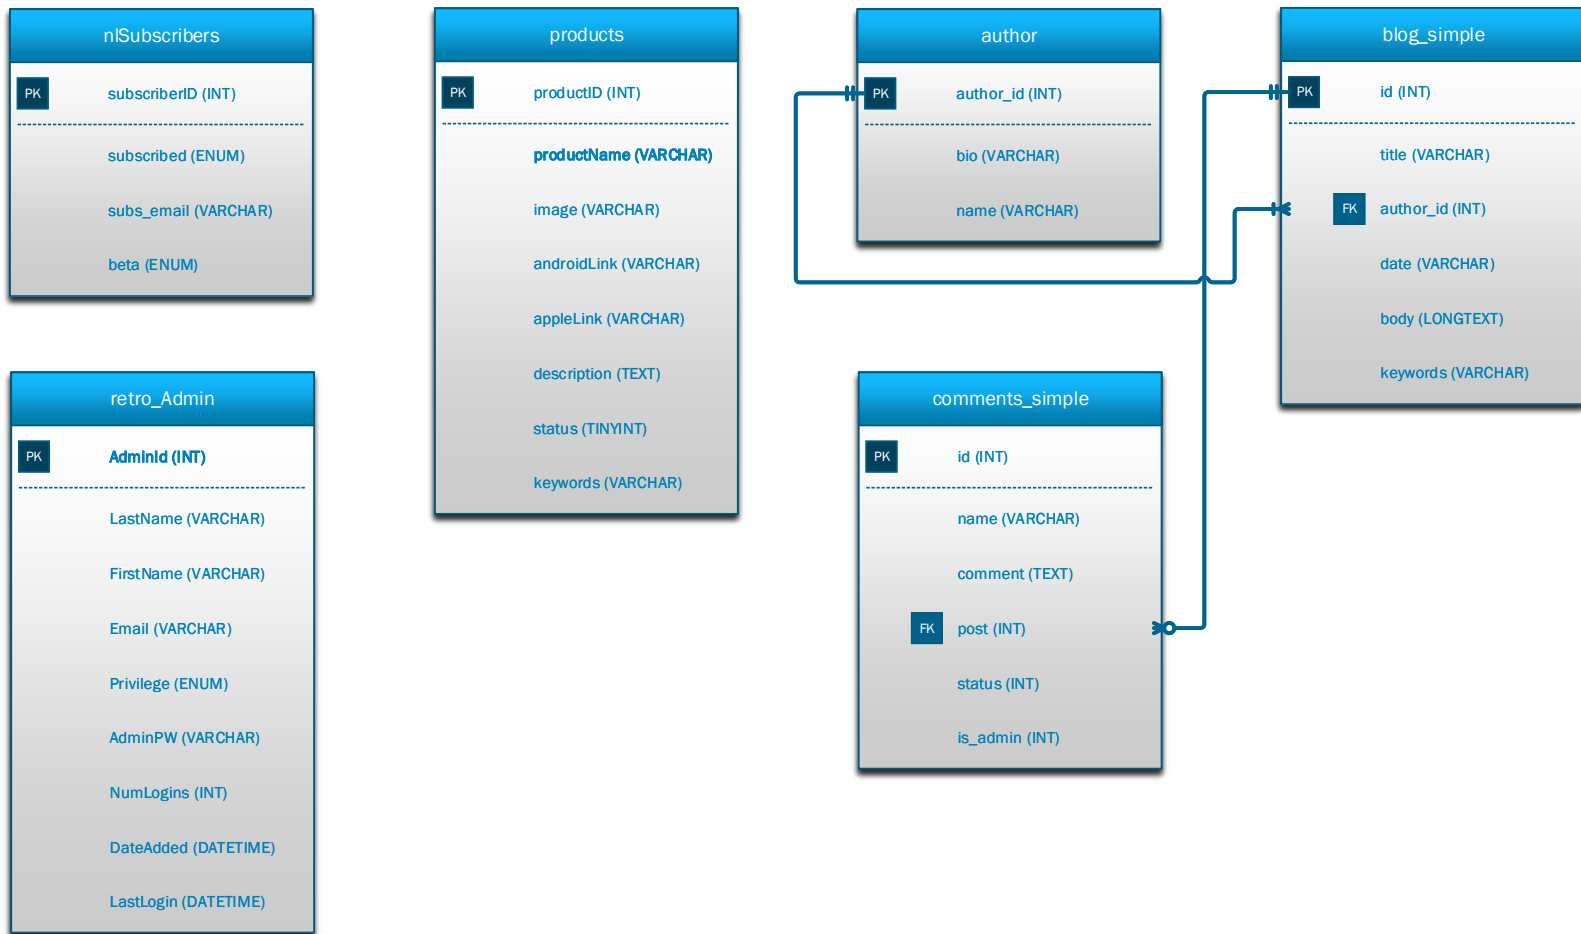 nlSubscribers
PK
subscriberID (INT)
subscribed (ENUM)
subs_email (VARCHAR)
beta (ENUM)
retro_Admin
PK
AdminId (INT)
LastName (VARCHAR)
FirstName (VARCHAR)
Email (VARCHAR)
Privilege (ENUM)
AdminPW (VARCHAR)
NumLogins (INT)
DateAdded (DATETIME)
LastLogin (DATETIME)
products
PK
productID (INT)
productName (VARCHAR)
image (VARCHAR)
androidLink (VARCHAR)
appleLink (VARCHAR)
description (TEXT)
status (TINYINT)
keywords (VARCHAR)
author
PK
author_id (INT)
bio (VARCHAR)
name (VARCHAR)
comments_simple
PK
id (INT)
name (VARCHAR)
comment (TEXT)
FK
post (INT)
status (INT)
is_admin (INT)
blog_simple
PK
id (INT)
title (VARCHAR)
FK
author_id (INT)
date (VARCHAR)
body (LONGTEXT)
keywords (VARCHAR)